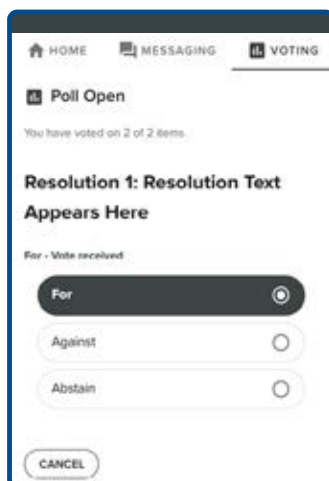 HOME MESSAGING VOTING
Poll Open
You have voted on 2 of 2 items
Resolution 1: Resolution Text
Appears Here
For - Vote received
For
Against
Abstain
CANCEL